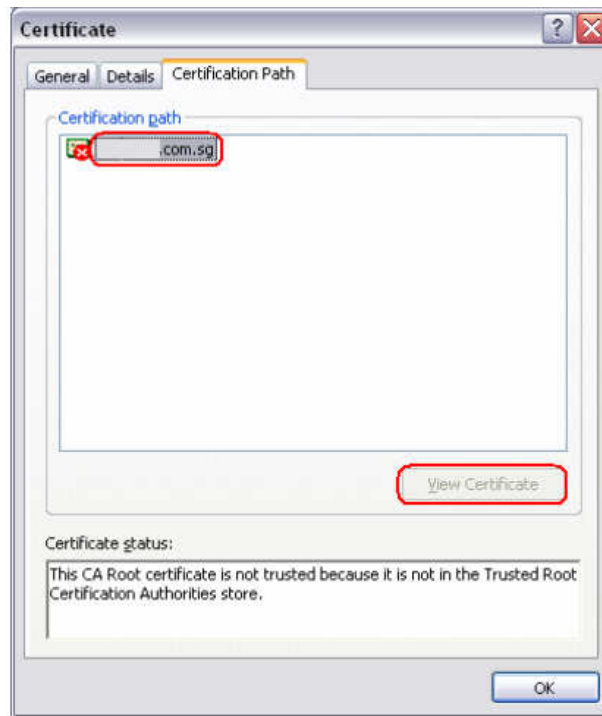 Certificate
General Details Certification Path
Certification path
.com.sg
View Certificate
Certificate status:
This CA Root certificate is not trusted because it is not in the Trusted Root
Certification Authorities store.
OK